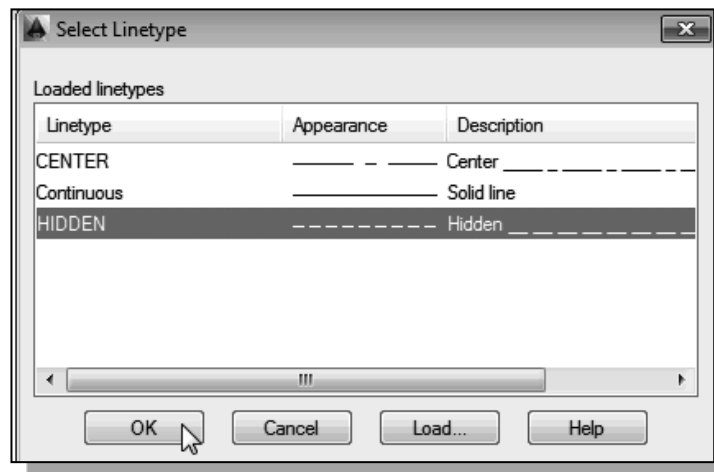 Select Linetype
Loaded linetypes
Linetype Appearance Description
CENTER Center
Continuous Solid line
HIDDEN Hidden
OK Cancel Load... Help